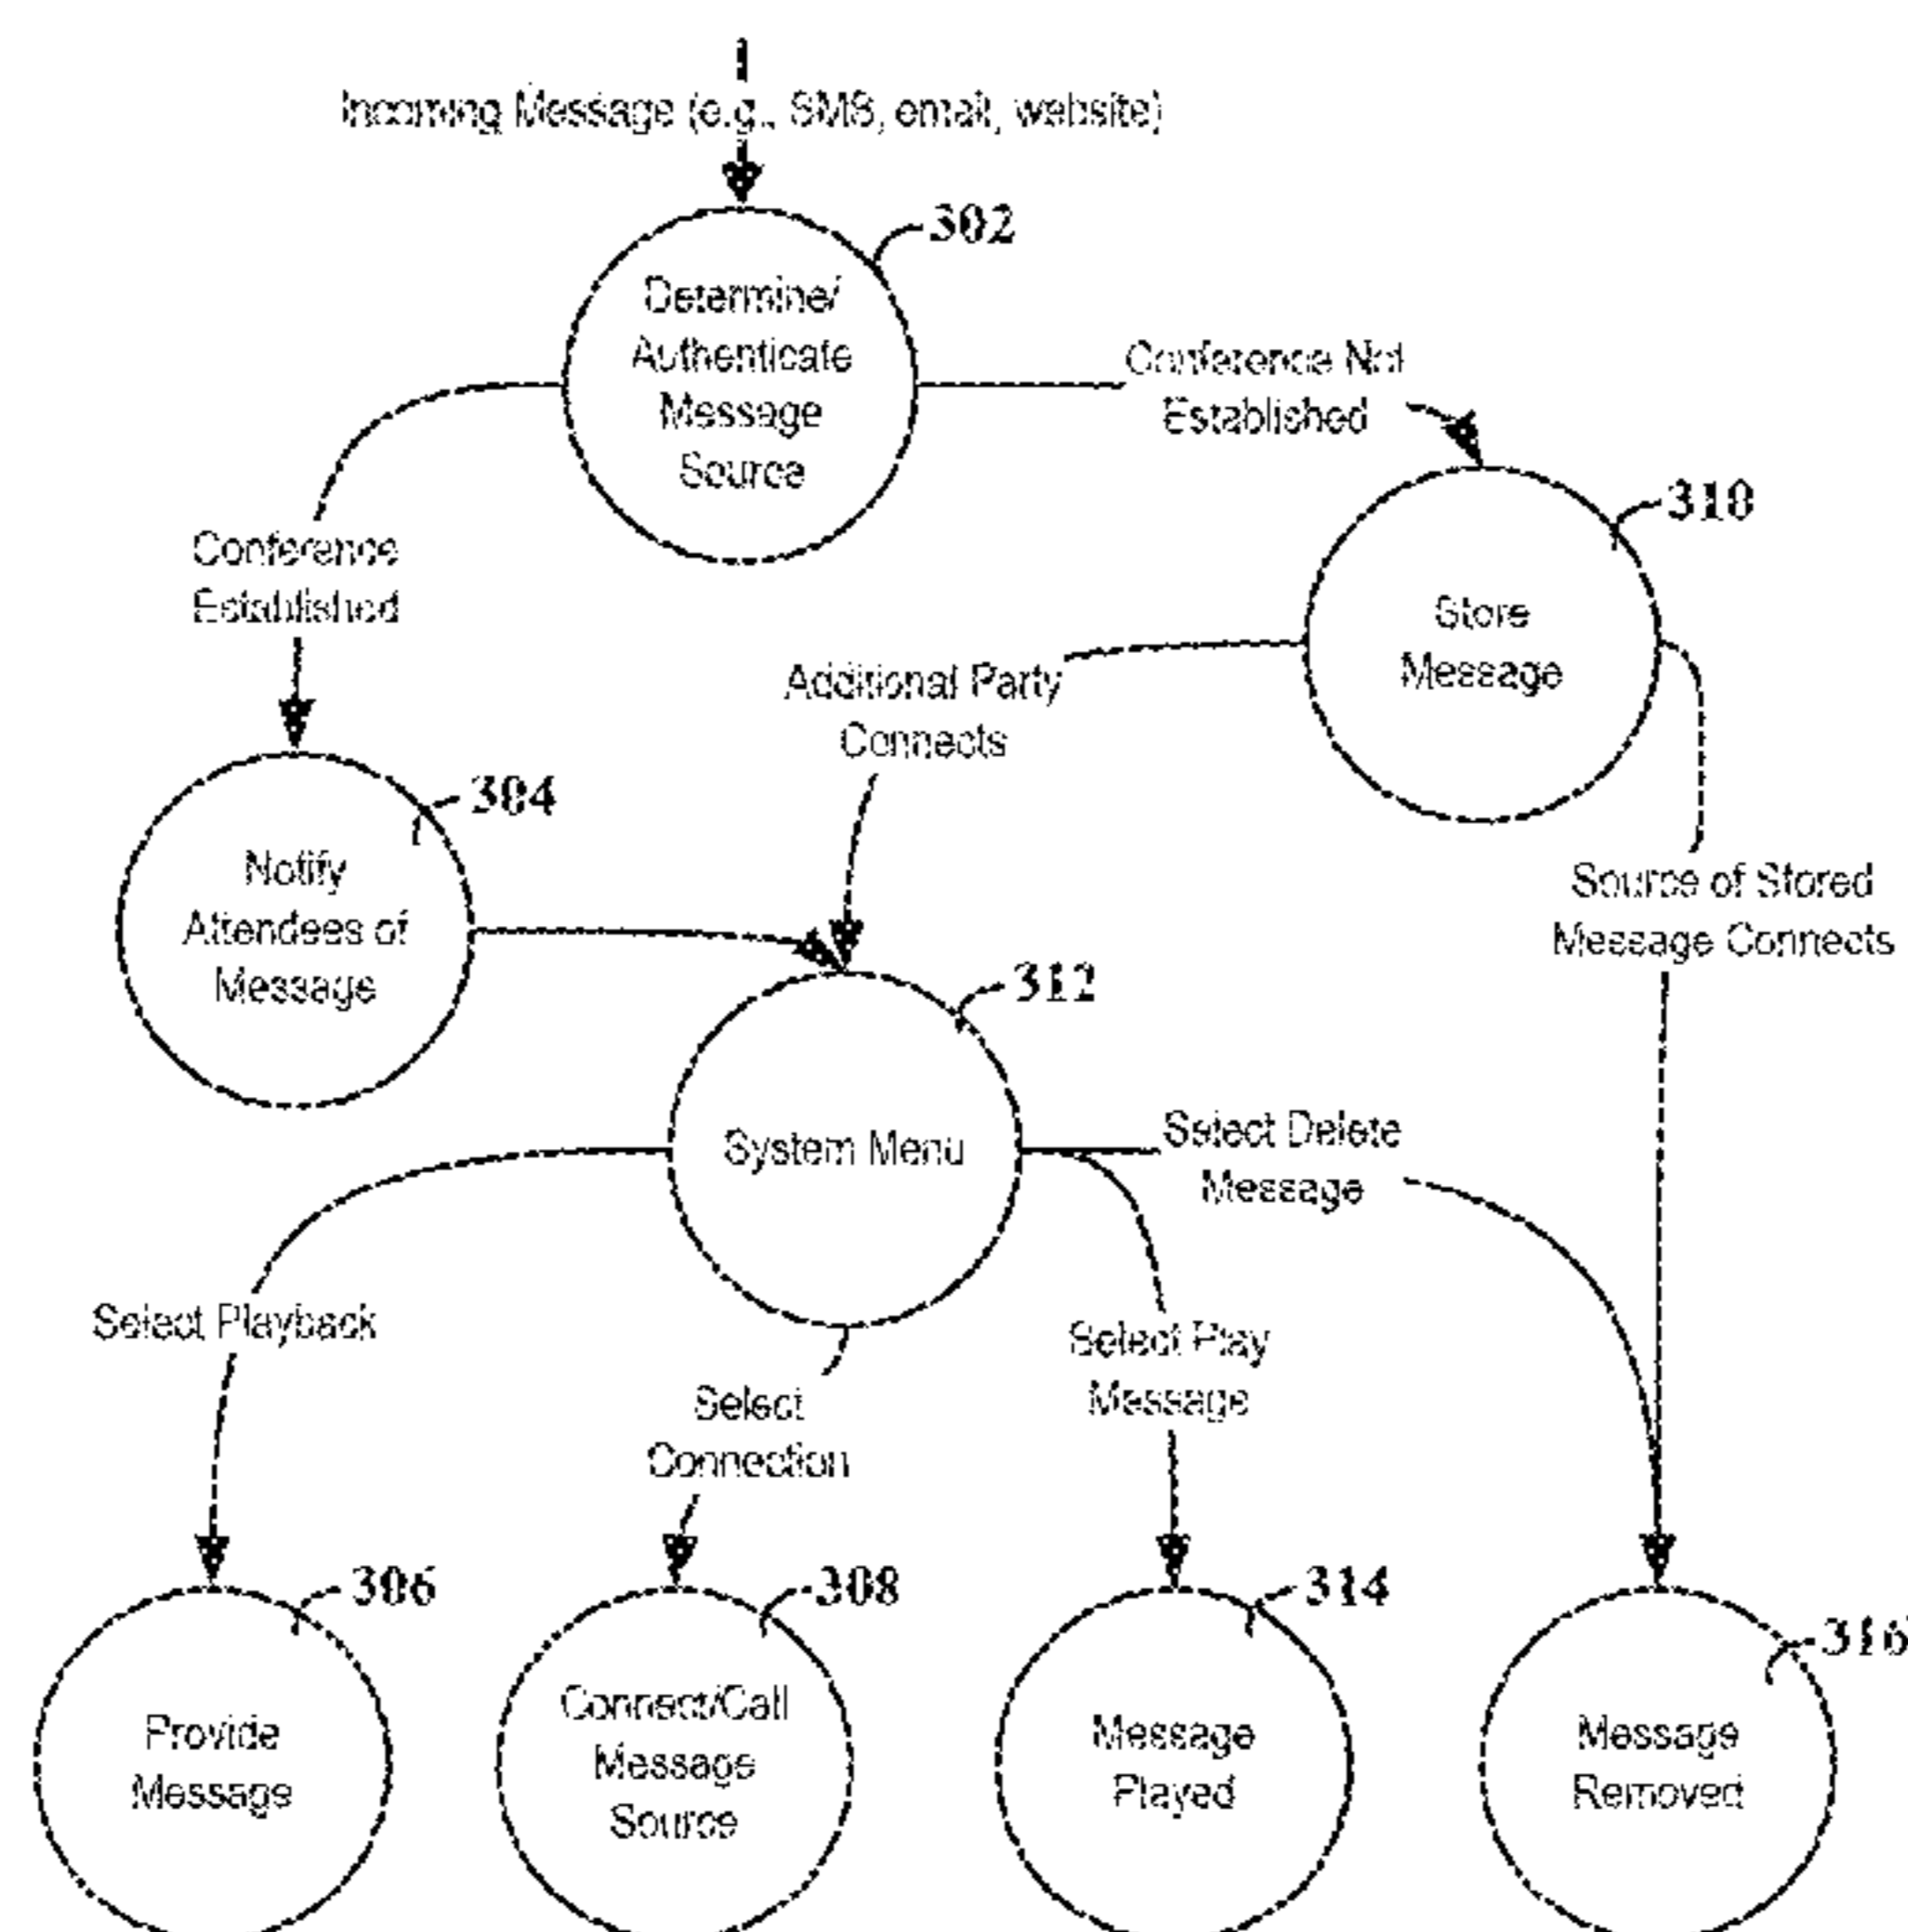 Incoming Message (e.g., SMS, email, website)
302
Determine/
Authenticate
Message
Source
Conference Not
Established
Conference
Established
310
Store
Message
Additional Party
Connects
304
Notify
Attendees of
Message
Source of Stored
Message Connects
312
System Menu
Select Delete
Message
Select Playback
Select Play
Message
Select
Connection
306
Provide
Message
308
Connect/Call
Message
Source
314
Message
Played
316
Message
Removed